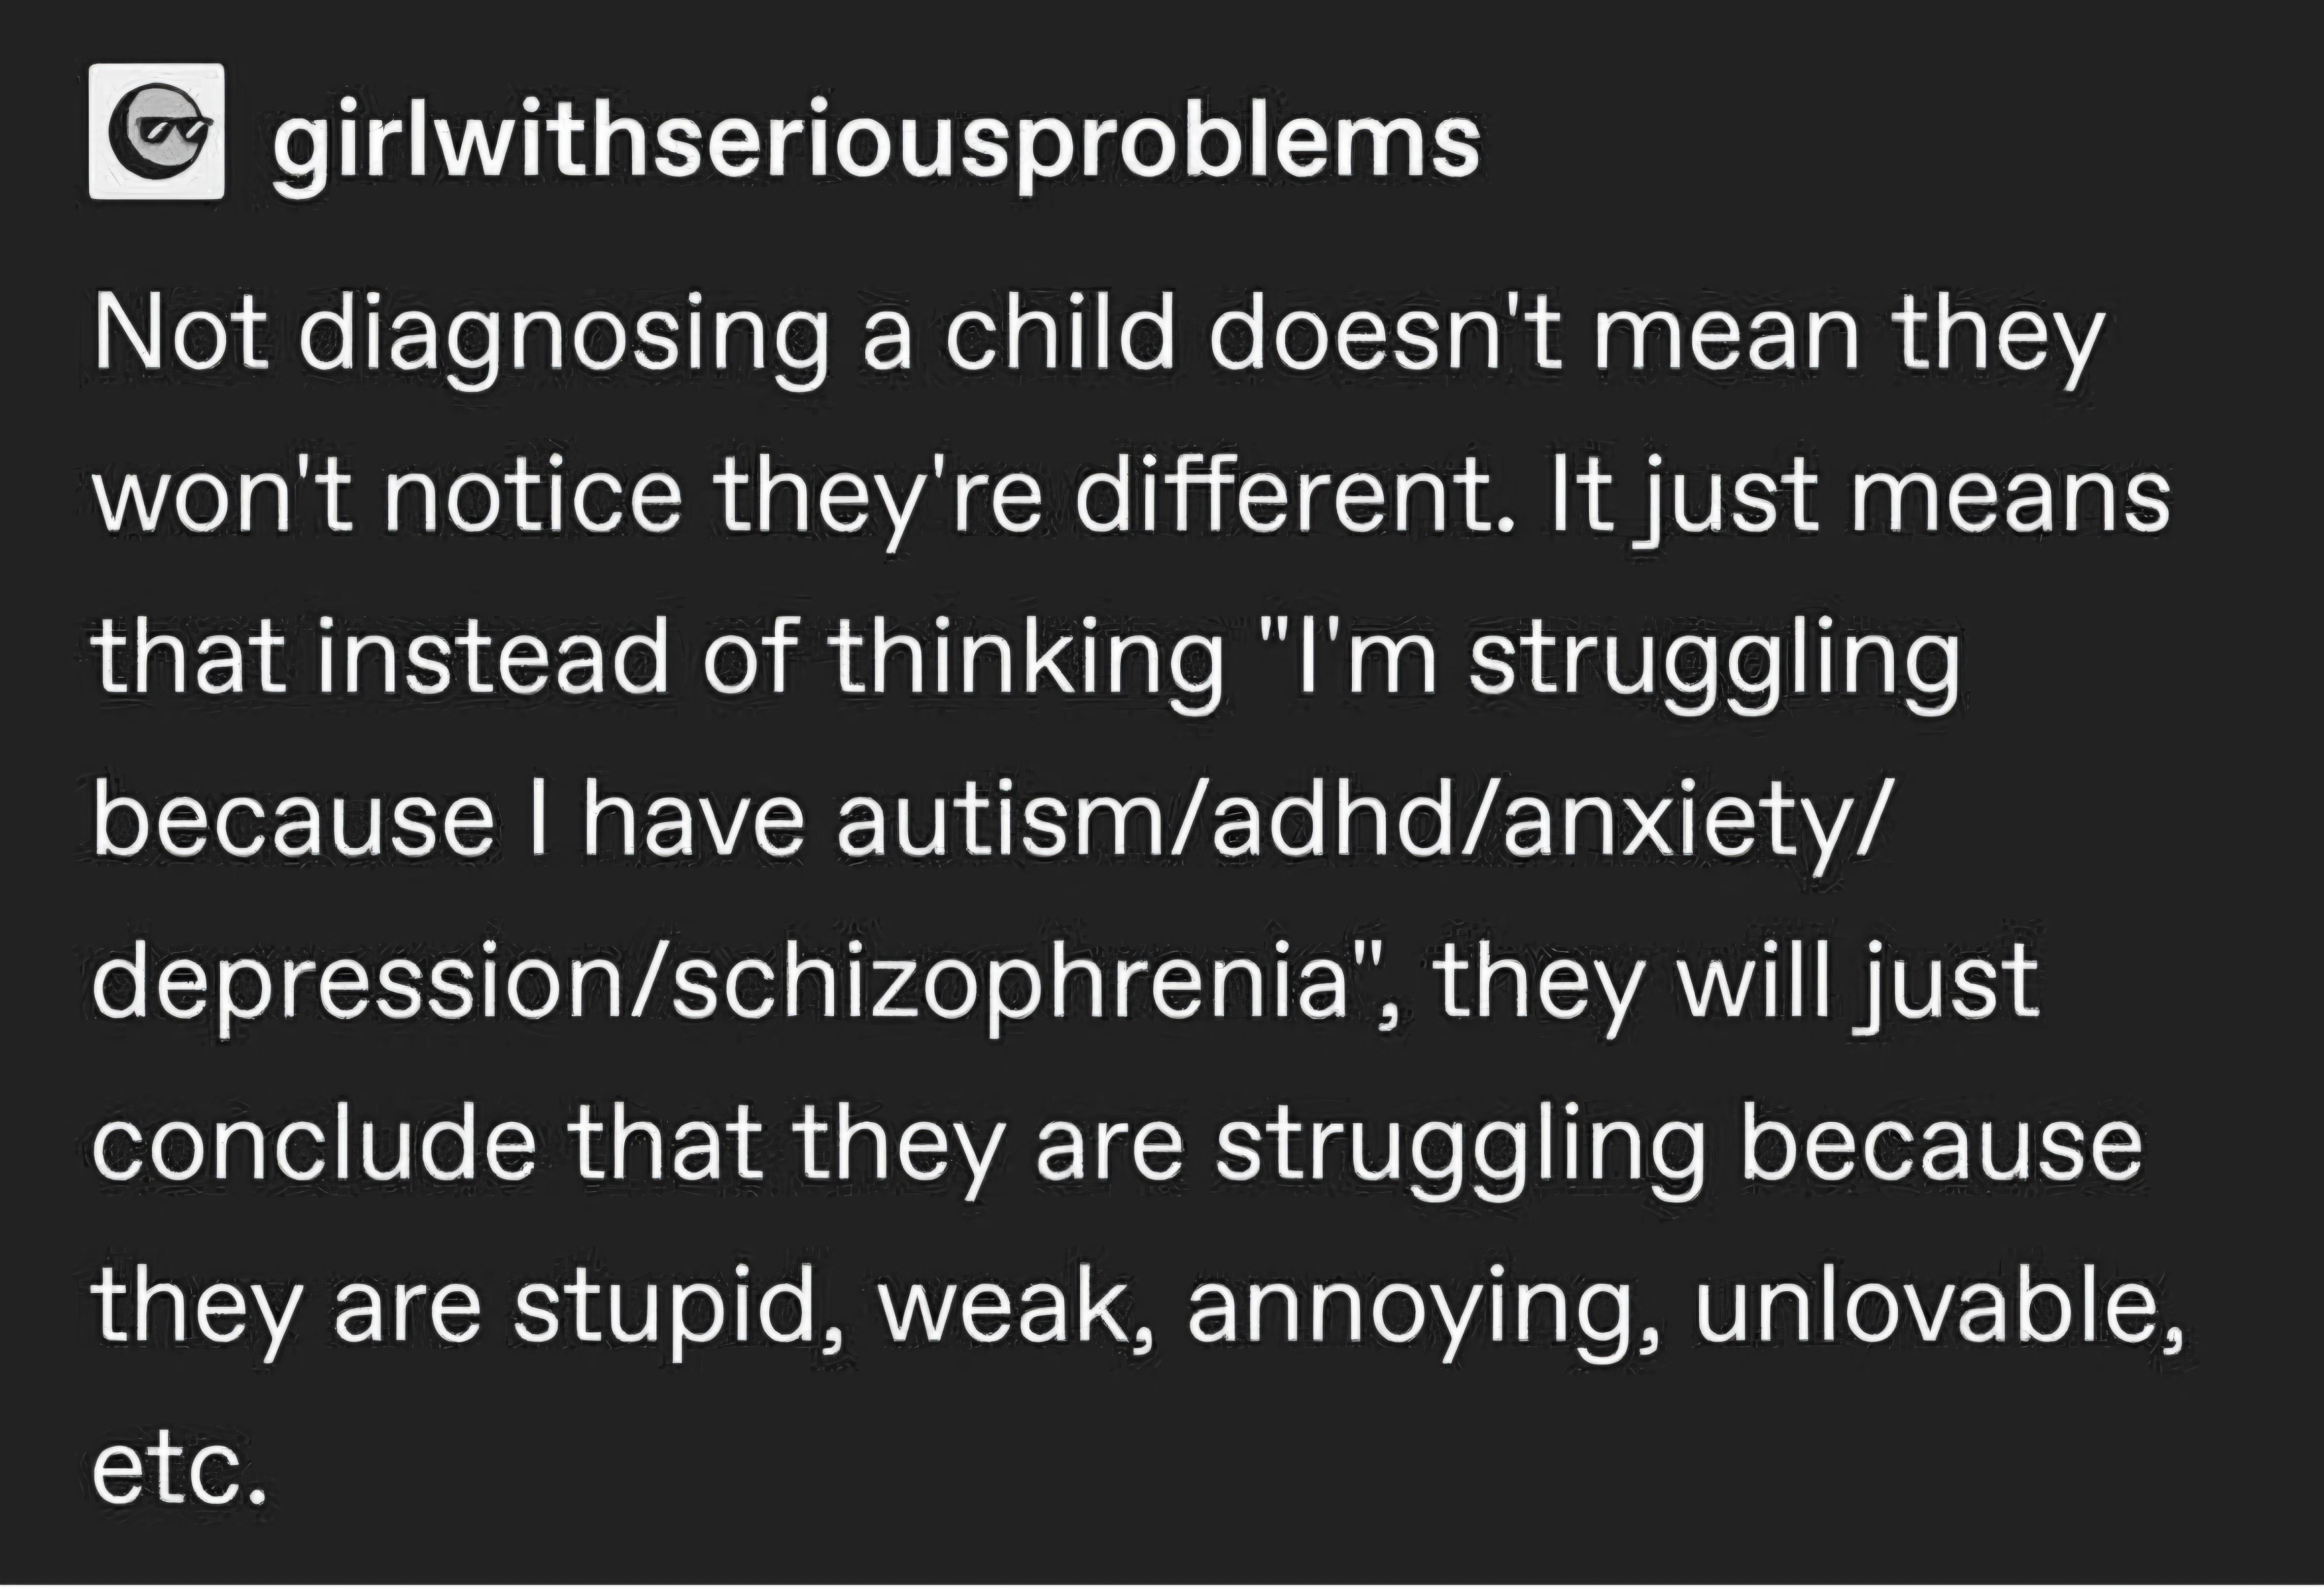 girlwithseriousproblems
Not diagnosing a child doesn't mean they
won't notice they're different. It just means
that instead of thinking "I'm struggling
because I have autism/adhd/anxiety/
depression/schizophrenia", they will just
conclude that they are struggling because
they are stupid, weak, annoying, unlovable,
etc.